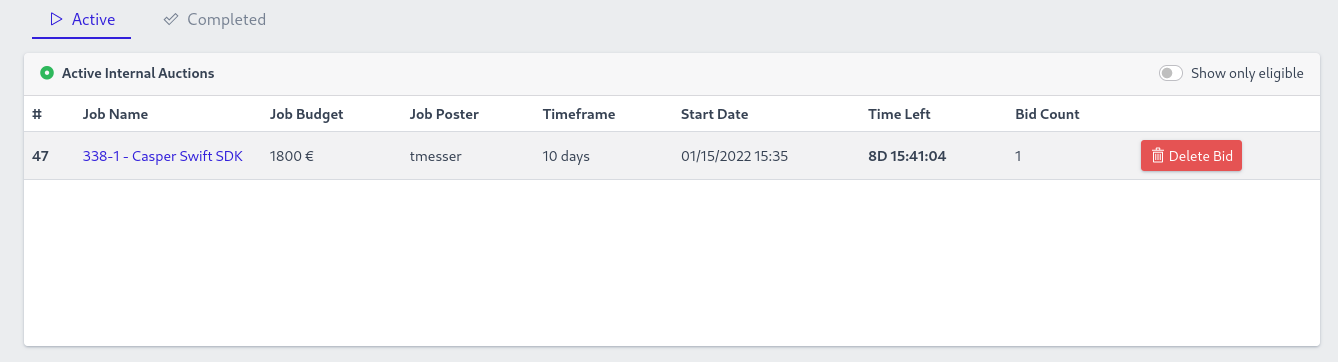 Active Completed
Active Internal Auctions Show only eligible
# Job Name Job Budget Job Poster Timeframe Start Date Time Left Bid Count
47 338-1 - Casper Swift SDK 1800 € tmesser 10 days 01/15/2022 15:35 8D 15:41:04 1 Delete Bid